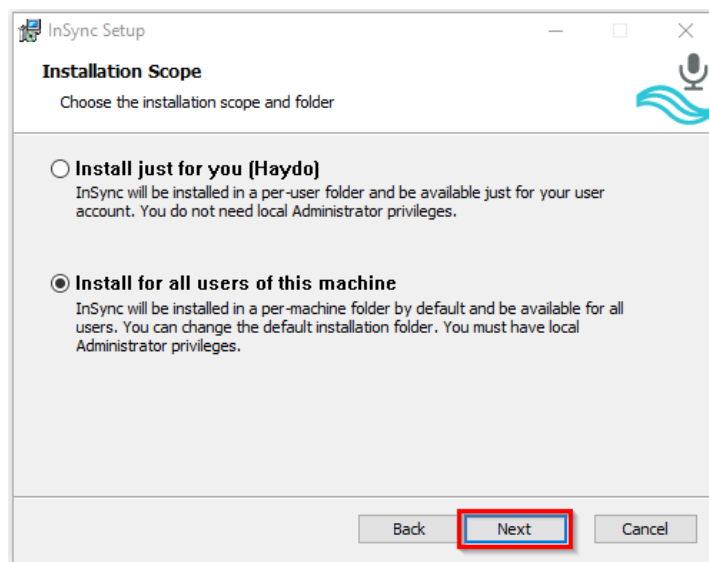 InSync Setup
Installation Scope
Choose the installation scope and folder
Install just for you (Haydo)
InSync will be installed in a per-user folder and be available just for your user
account. You do not need local Administrator privileges.
Install for all users of this machine
InSync will be installed in a per-machine folder by default and be available for all
users. You can change the default installation folder. You must have local
Administrator privileges.
Back Next Cancel